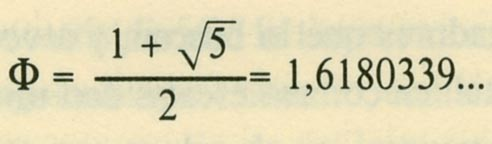 Φ = (1 + √5)/2 = 1,6180339...